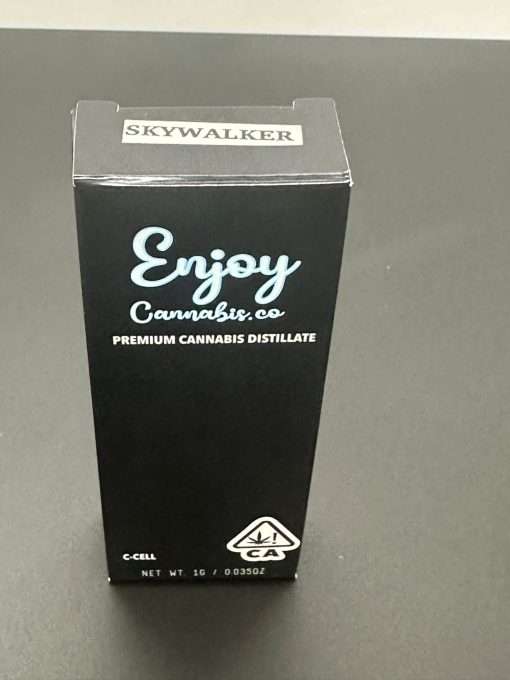 SKYWALKER
Enjoy
Cannabis.co
PREMIUM CANNABIS DISTILLATE
C-CELL
CA
NET WT. 1G / 0.035OZ